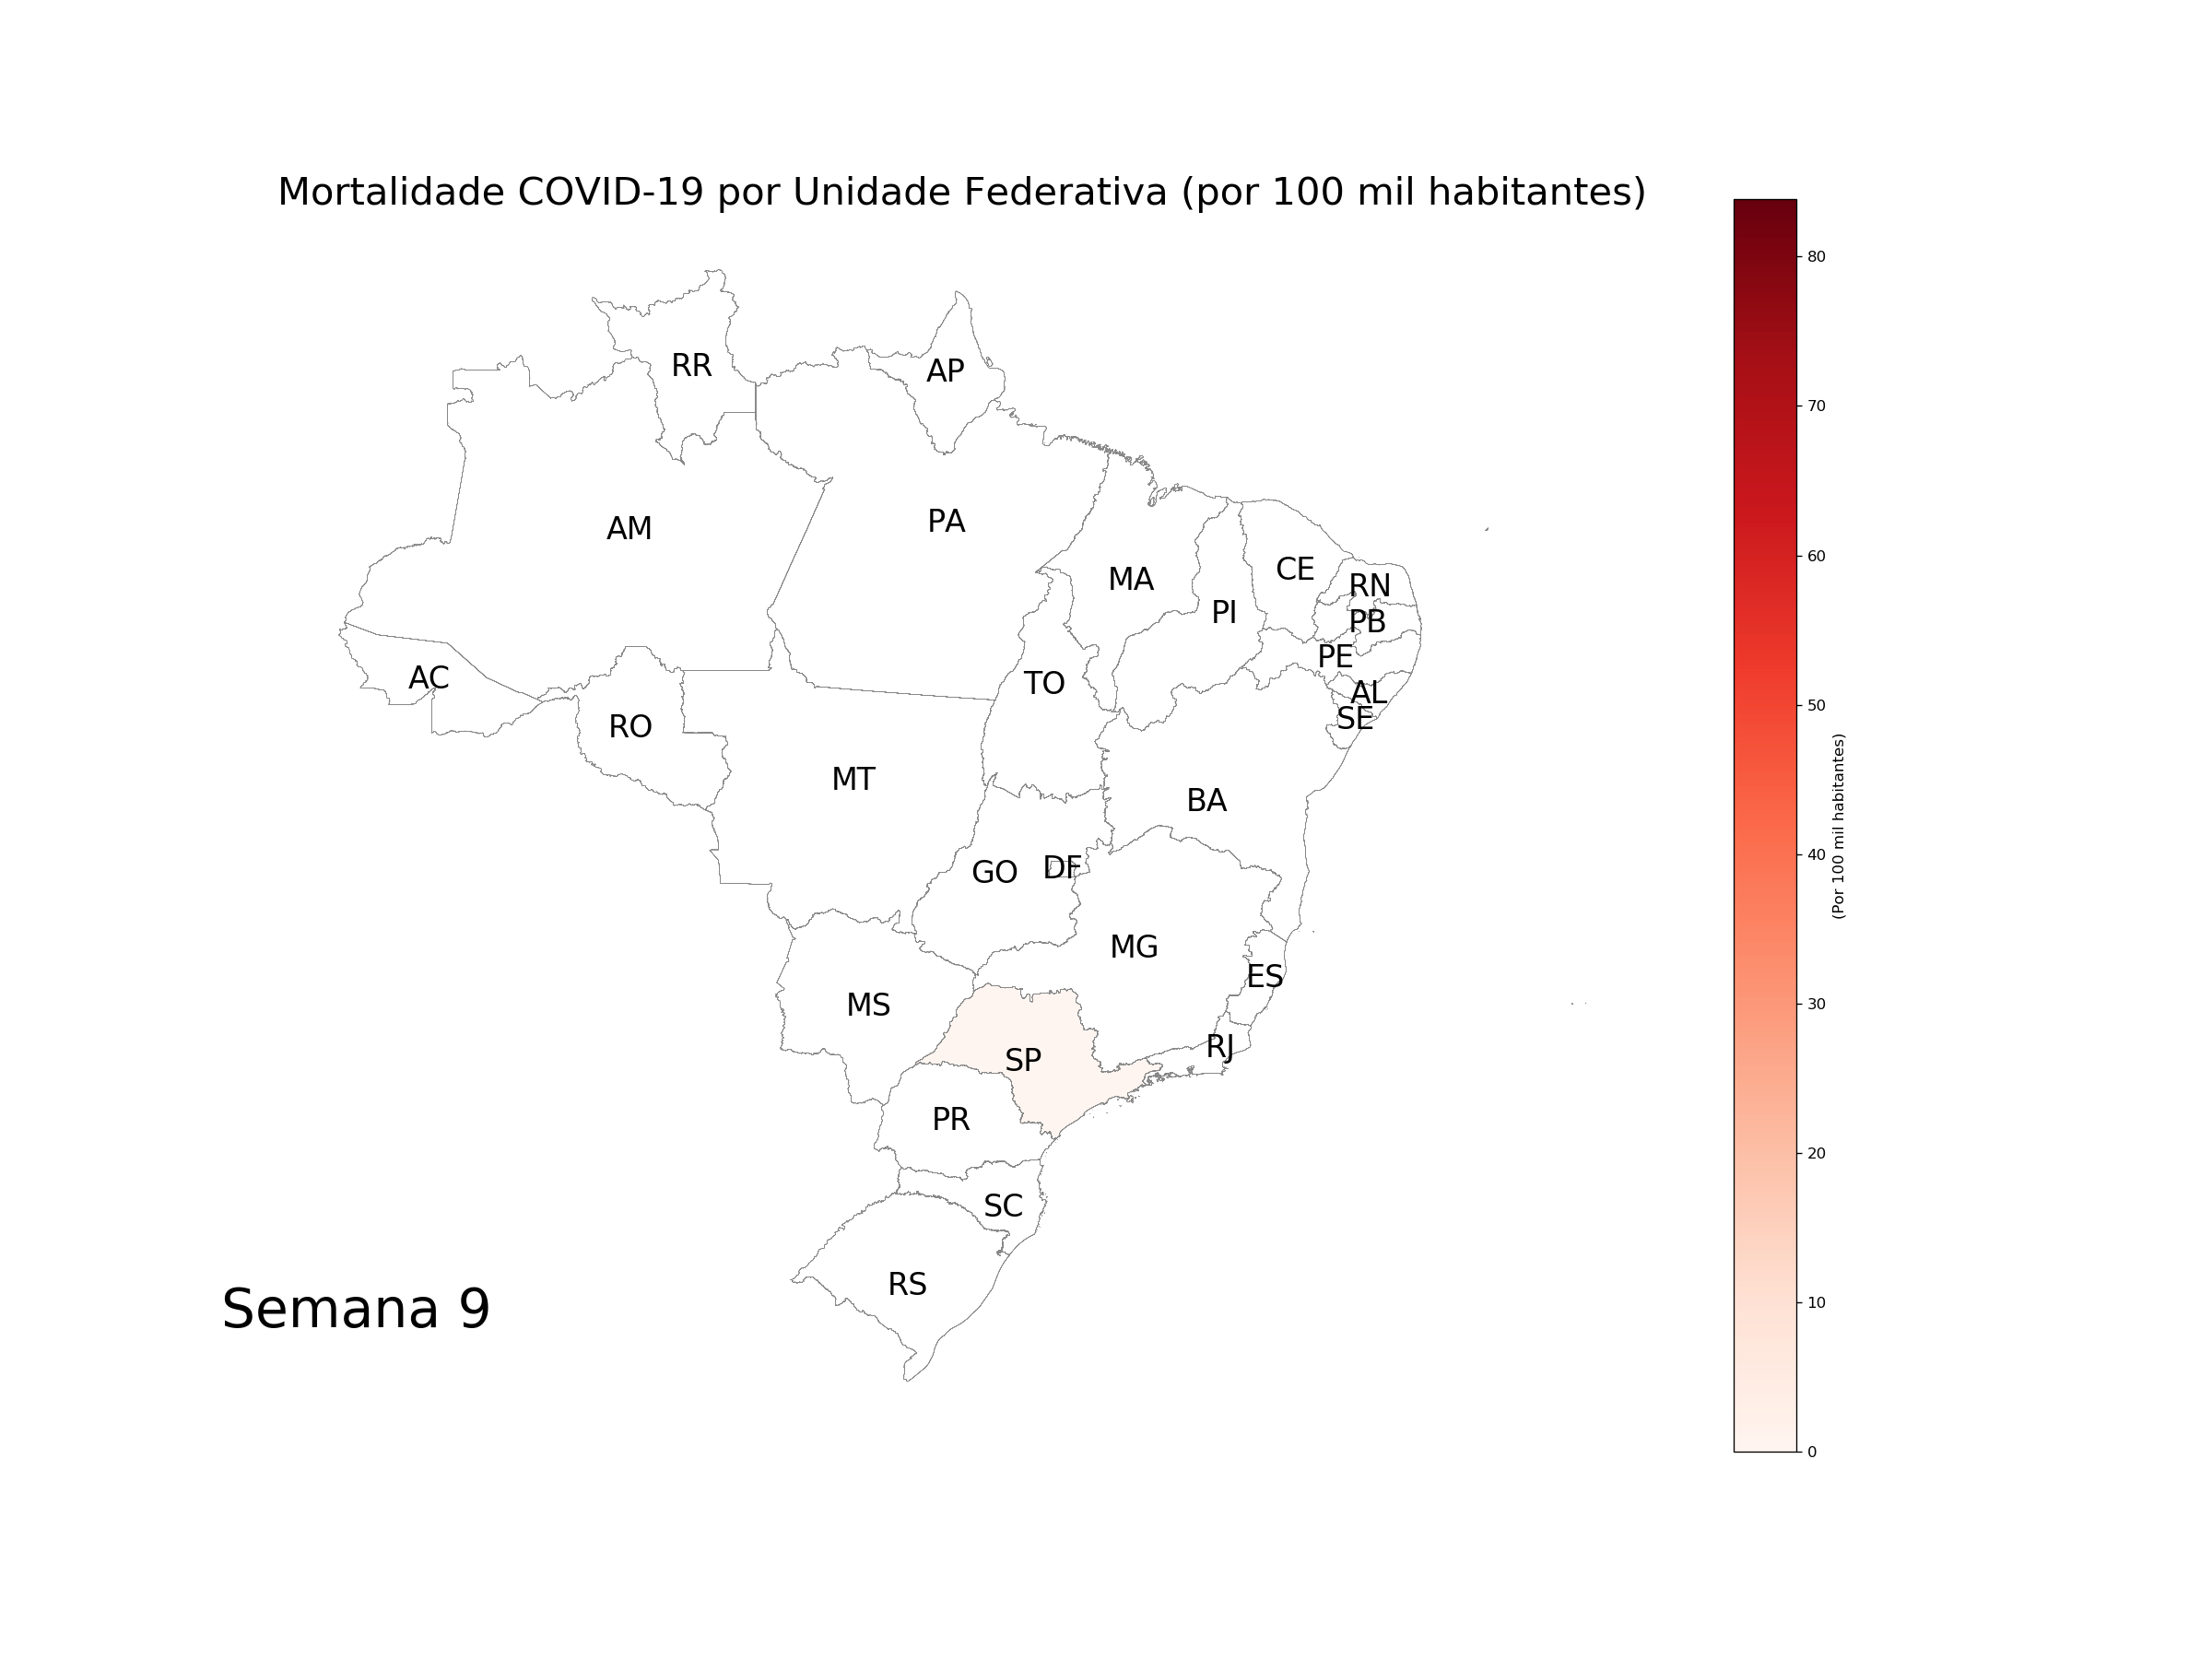 Mortalidade COVID-19 por Unidade Federativa (por 100 mil habitantes)
RR
AP
AM
PA
MA
CE
RN
PI
PB
PE
AC
TO
AL
SE
RO
MT
BA
GO
DF
MG
ES
MS
RJ
SP
PR
SC
RS
Semana 9
80
70
60
50
40
30
20
10
0
(Por 100 mil habitantes)